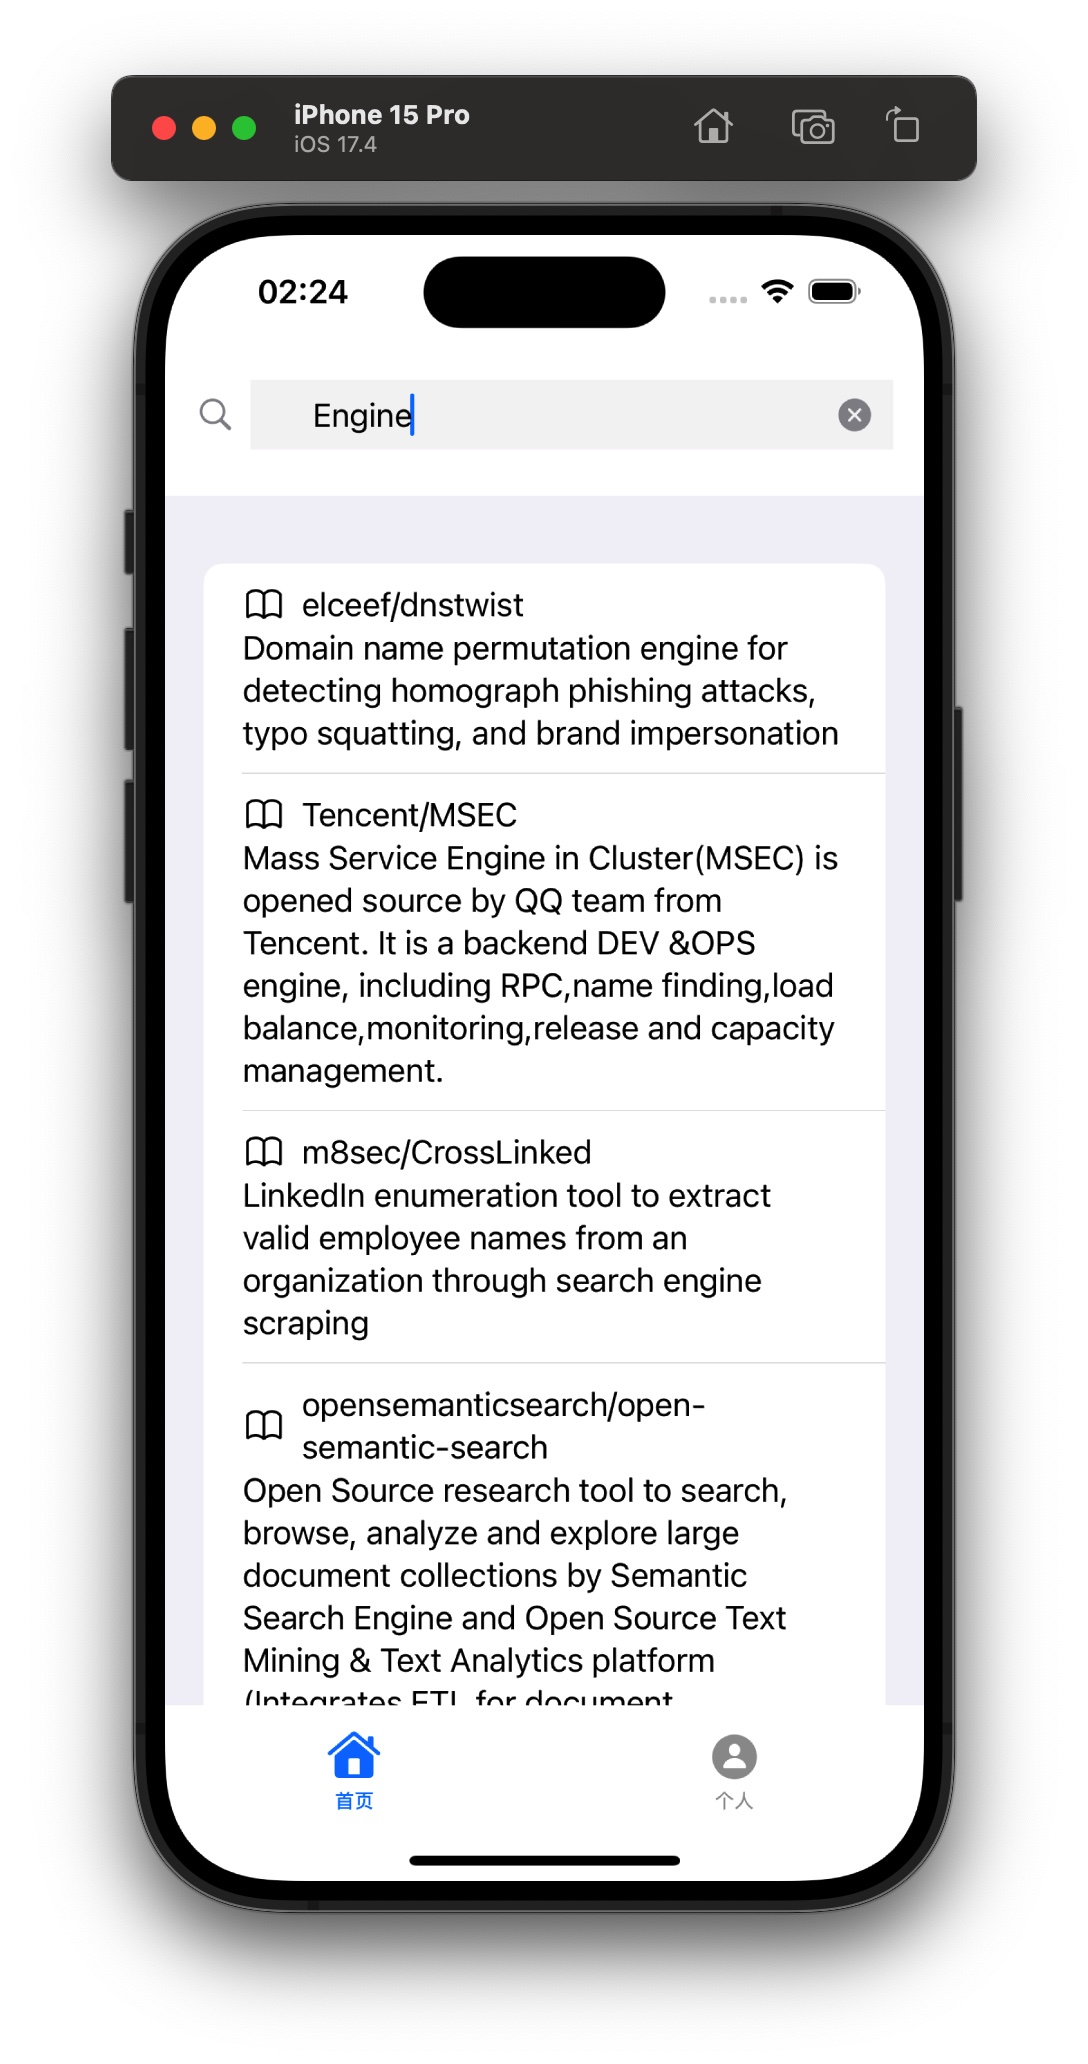 iPhone 15 Pro
iOS 17.4
02:24
Engine
elceef/dnstwist
Domain name permutation engine for
detecting homograph phishing attacks,
typo squatting, and brand impersonation
Tencent/MSEC
Mass Service Engine in Cluster(MSEC) is
opened source by QQ team from
Tencent. It is a backend DEV &OPS
engine, including RPC,name finding,load
balance,monitoring,release and capacity
management.
m8sec/CrossLinked
LinkedIn enumeration tool to extract
valid employee names from an
organization through search engine
scraping
opensemanticsearch/open-
semantic-search
Open Source research tool to search,
browse, analyze and explore large
document collections by Semantic
Search Engine and Open Source Text
Mining & Text Analytics platform
(Integrates ETL for document
首页
个人